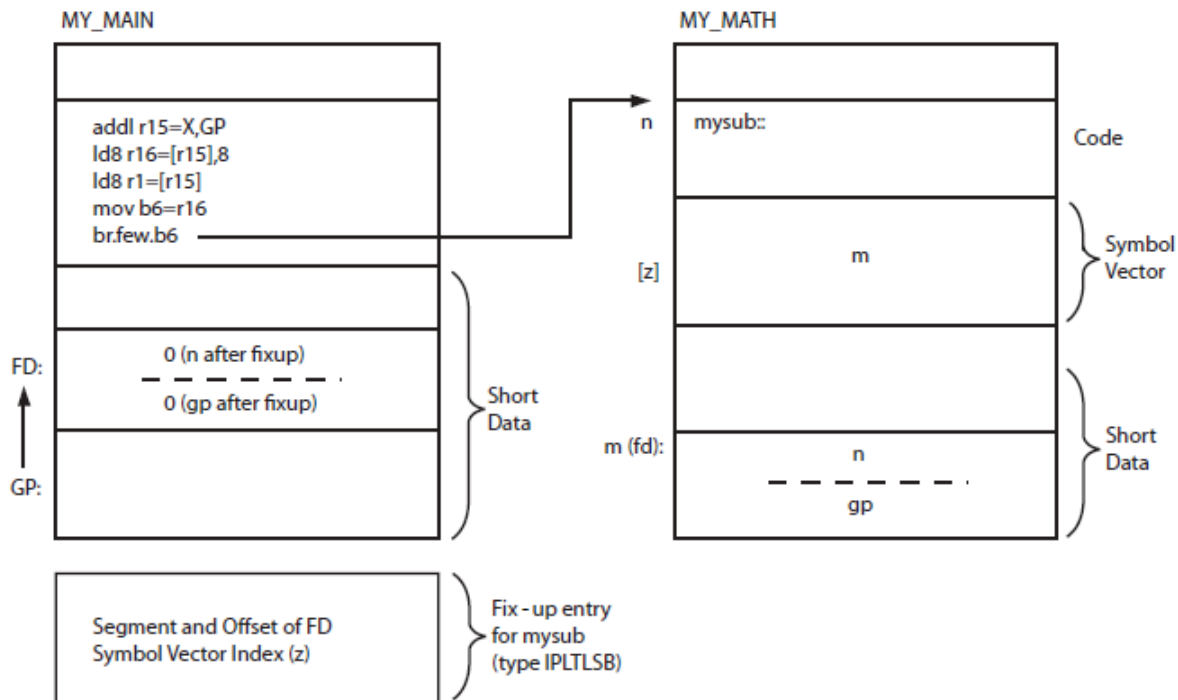 MY_MAIN
addl r15=X,GP
ld8 r16=[r15],8
ld8 r1=[r15]
mov b6=r16
br.few.b6
FD:
0 (n after fixup)
0 (gp after fixup)
GP:
Short
Data
Segment and Offset of FD
Symbol Vector Index (z)
Fix - up entry
for mysub
(type IPLTLSB)
MY_MATH
n
mysub::
Code
[z]
m
Symbol
Vector
m (fd):
n
gp
Short
Data